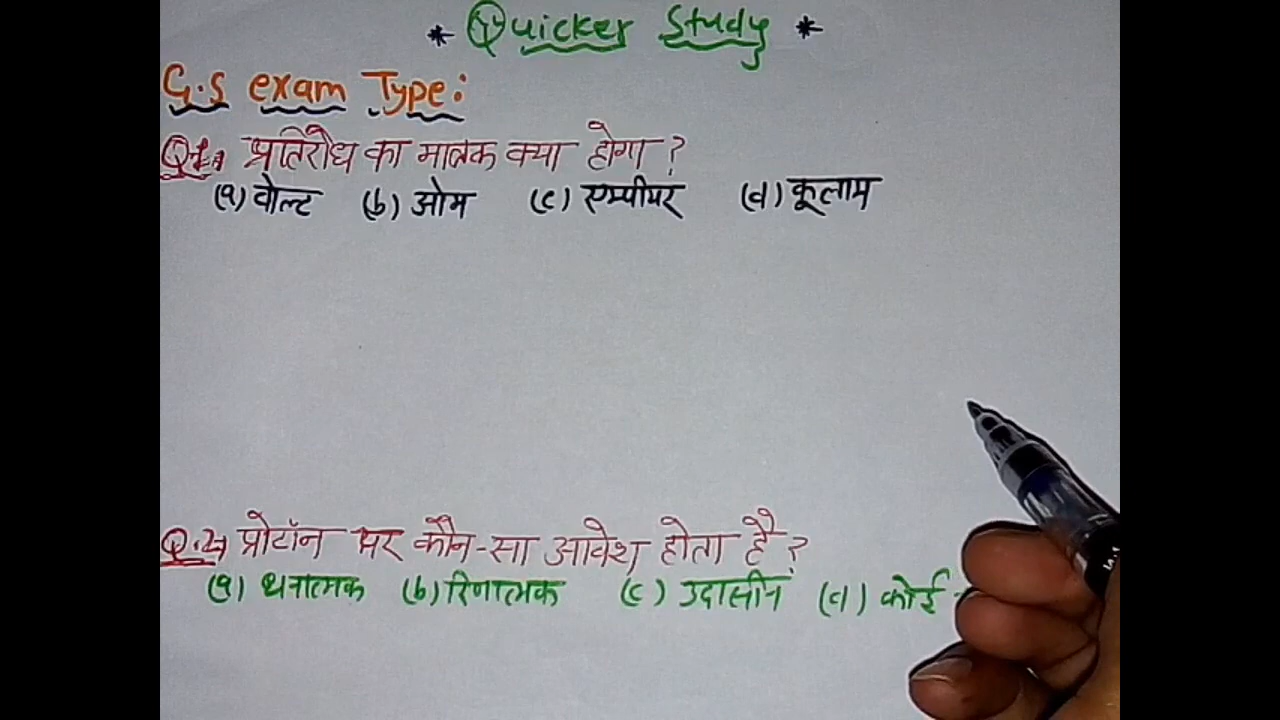 * Quicker Study *
G.S exam Type:
Q.1. प्रतिरोध का मात्रक क्या होगा ?
(a) वोल्ट (b) ओम (c) एम्पीयर (d) कूलाम
Q.2. प्रोटॉन पर कौन-सा आवेश होता है ?
(a) धनात्मक (b) रिणात्मक (c) उदासीन (d) कोई